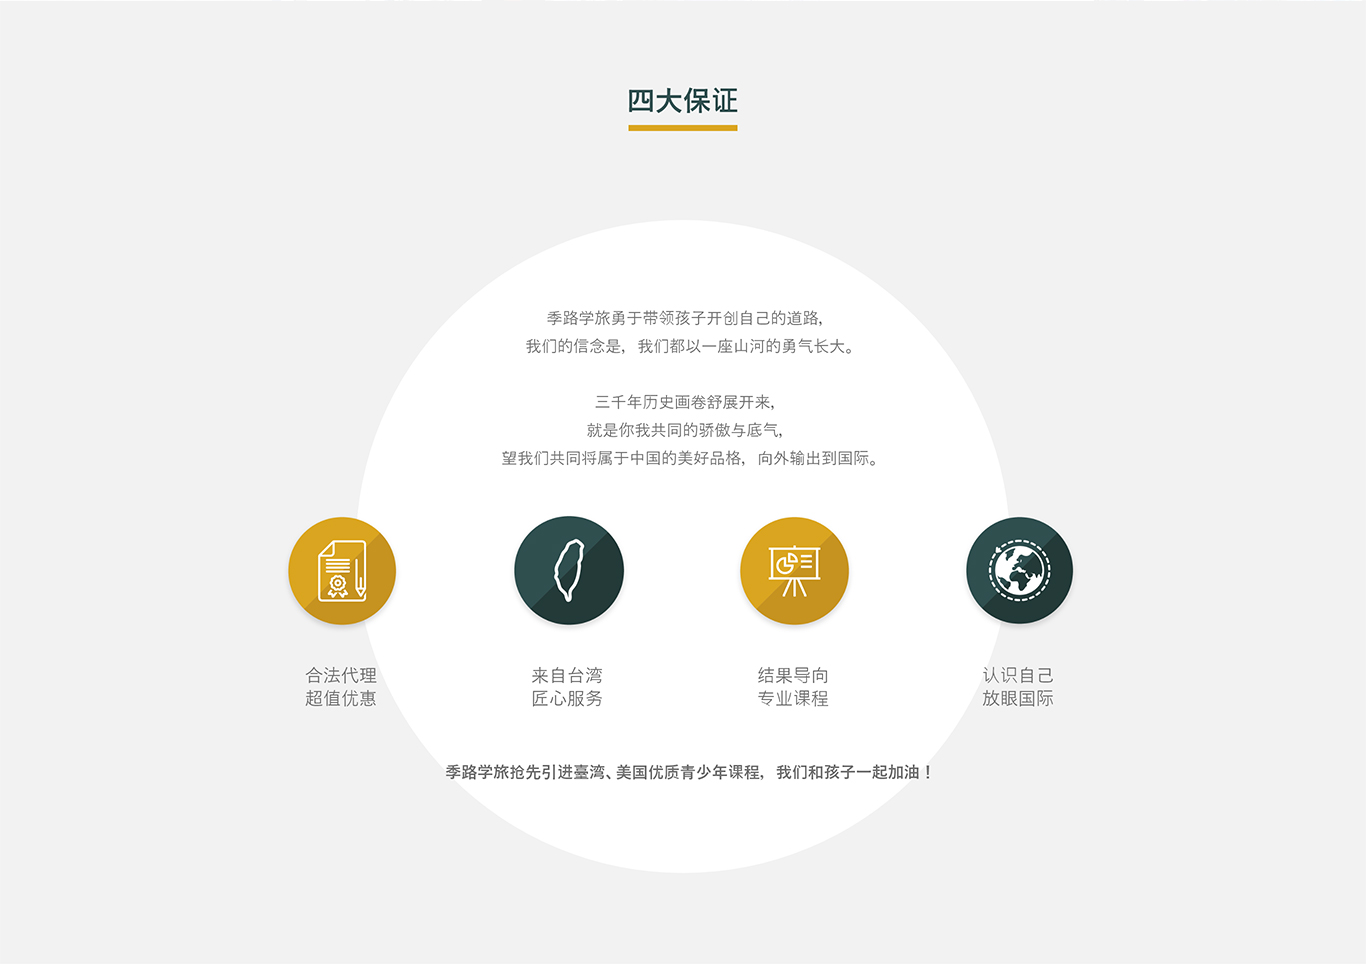 四大保证
季路学旅勇于带领孩子开创自己的道路，
我们的信念是，我们都以一座山河的勇气长大。
三千年历史画卷舒展开来，
就是你我共同的骄傲与底气，
望我们共同将属于中国的美好品格，向外输出到国际。
合法代理
超值优惠
来自台湾
匠心服务
结果导向
专业课程
认识自己
放眼国际
季路学旅抢先引进臺湾、美国优质青少年课程，我们和孩子一起加油！